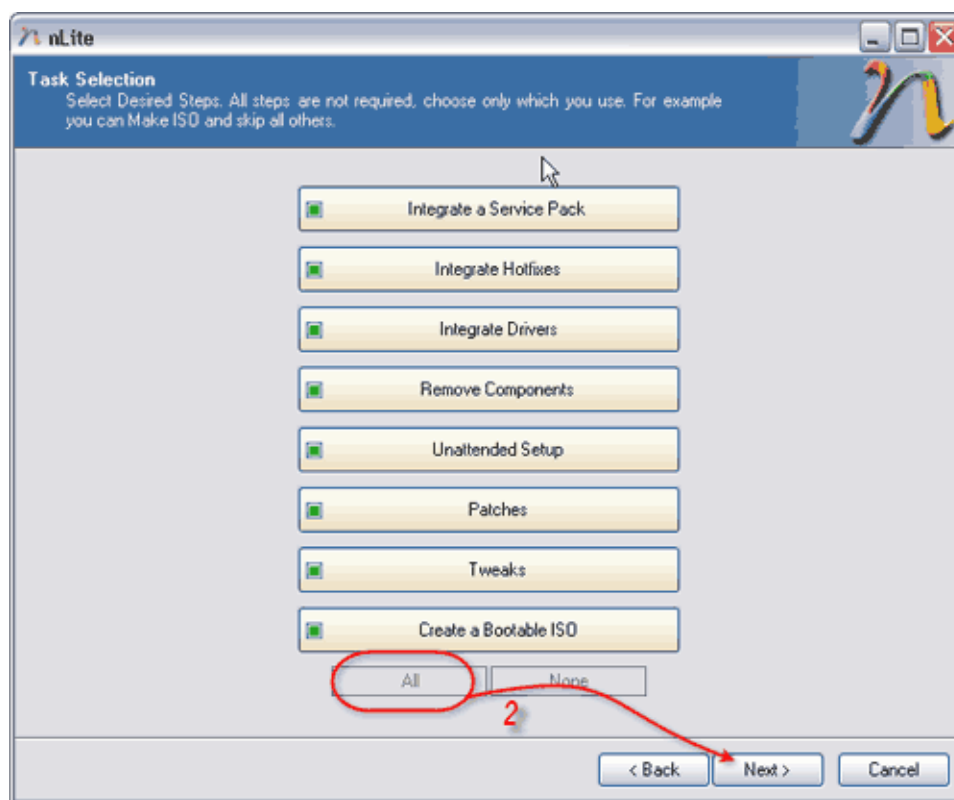 nLite
Task Selection
Select Desired Steps. All steps are not required, choose only which you use. For example
you can Make ISO and skip all others.
Integrate a Service Pack
Integrate Hotfixes
Integrate Drivers
Remove Components
Unattended Setup
Patches
Tweaks
Create a Bootable ISO
All
None
2
< Back
Next >
Cancel